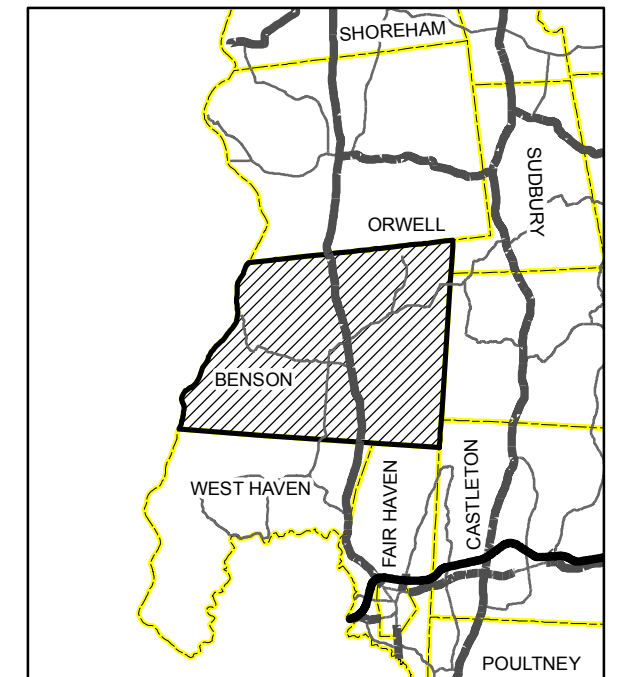 SHOREHAM
SUDBURY
ORWELL
BENSON
WEST HAVEN
FAIR HAVEN
CASTLETON
POULTNEY